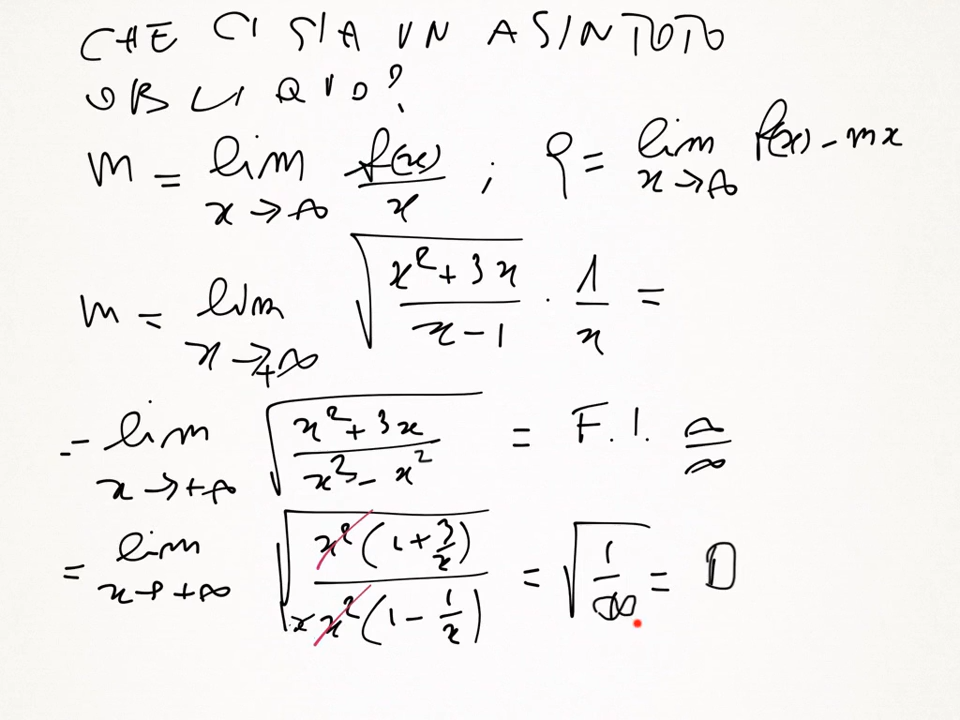 CHE CI SIA UN ASINTOTO
OBLIQUO?
m = lim x→∞ f(x)/x ; q = lim x→∞ f(x) - mx
m = lim x→+∞ √((x²+3x)/(x-1)) · 1/x =
= lim x→+∞ √((x²+3x)/(x³-x²)) = F.I. ∞/∞
= lim x→+∞ √(x²(1+3/x)/(x·x²(1-1/x))) = √(1/∞) = 0